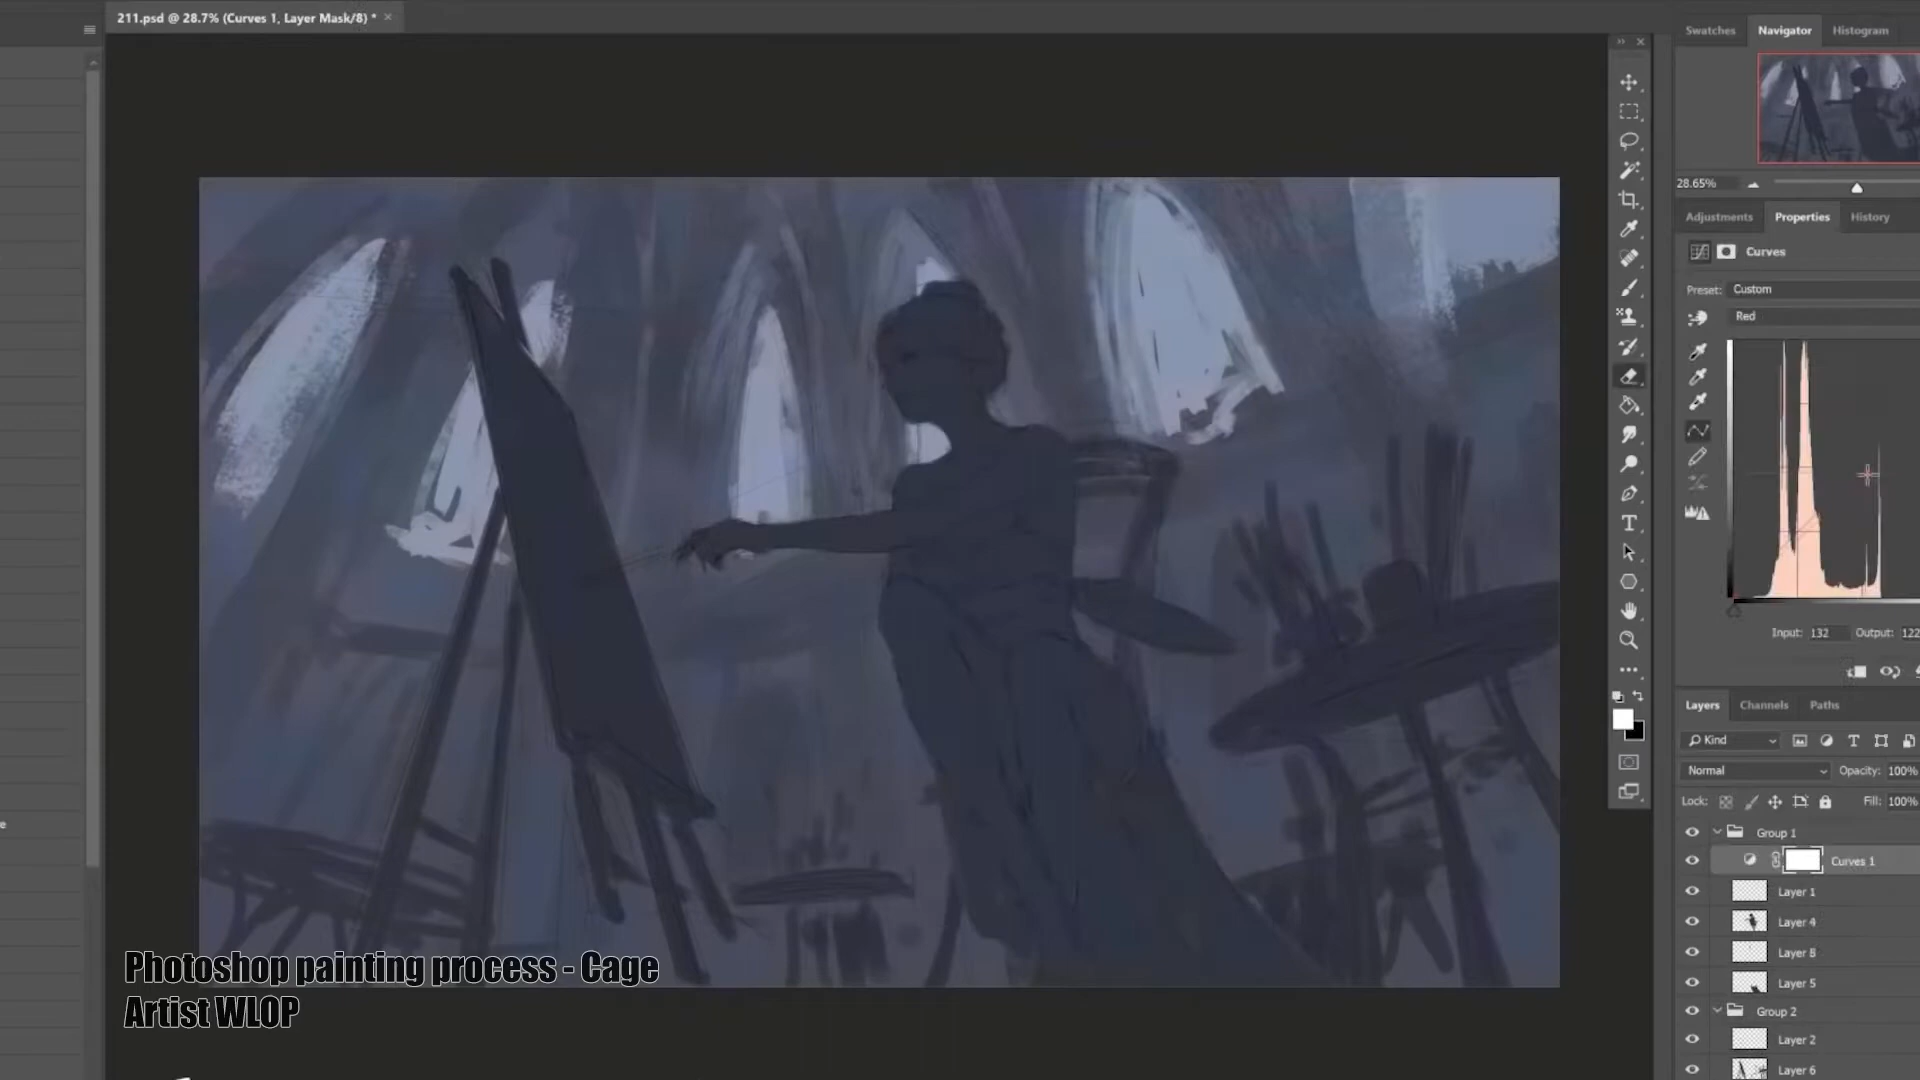 211.psd @ 28.7% (Curves 1, Layer Mask/8) *
Swatches
Navigator
Histogram
28.65%
Adjustments
Properties
History
Curves
Preset: Custom
Red
Input: 132
Output: 122
Layers
Channels
Paths
Kind
Normal
Opacity: 100%
Lock:
Fill: 100%
Group 1
Curves 1
Layer 1
Layer 4
Layer 8
Layer 5
Group 2
Layer 2
Layer 6
e
Photoshop painting process - Cage
Artist WLOP